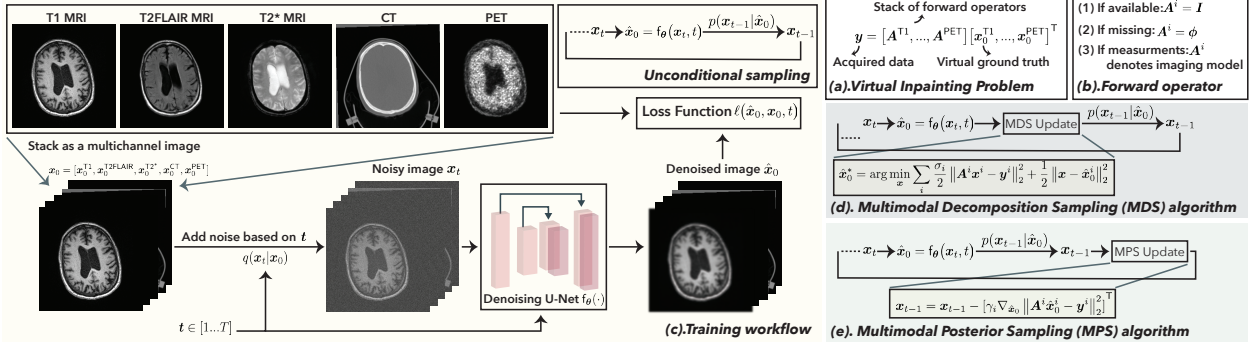 T1 MRI
T2FLAIR MRI
T2* MRI
CT
PET
Stack as a multichannel image
x_0 = [x_0^{T1}, x_0^{T2FLAIR}, x_0^{T2*}, x_0^{CT}, x_0^{PET}]
Add noise based on t
q(x_t|x_0)
t ∈ [1...T]
Noisy image x_t
Denoising U-Net f_θ(·)
Denoised image x̂_0
Loss Function ℓ(x̂_0, x_0, t)
(c).Training workflow
x_t → x̂_0 = f_θ(x_t, t) p(x_{t−1}|x̂_0) → x_{t−1}
Unconditional sampling
Stack of forward operators
y = [A^{T1}, ..., A^{PET}][x_0^{T1}, ..., x_0^{PET}]^⊤
Acquired data
Virtual ground truth
(a).Virtual Inpainting Problem
(1) If available:A^i = I
(2) If missing:A^i = ϕ
(3) If measurments:A^i
denotes imaging model
(b).Forward operator
x_t → x̂_0 = f_θ(x_t, t) → MDS Update p(x_{t−1}|x̂_0) → x_{t−1}
x̂_0^* = arg min_x ∑_i σ_i/2 ‖A^i x^i − y^i‖_2^2 + 1/2 ‖x − x̂_0^i‖_2^2
(d). Multimodal Decomposition Sampling (MDS) algorithm
x_t → x̂_0 = f_θ(x_t, t) p(x_{t−1}|x̂_0) → x_{t−1} → MPS Update
x_{t−1} = x_{t−1} − [γ_i ∇_{x̂_0} ‖A^i x̂_0^i − y^i‖_2^2]^⊤
(e). Multimodal Posterior Sampling (MPS) algorithm